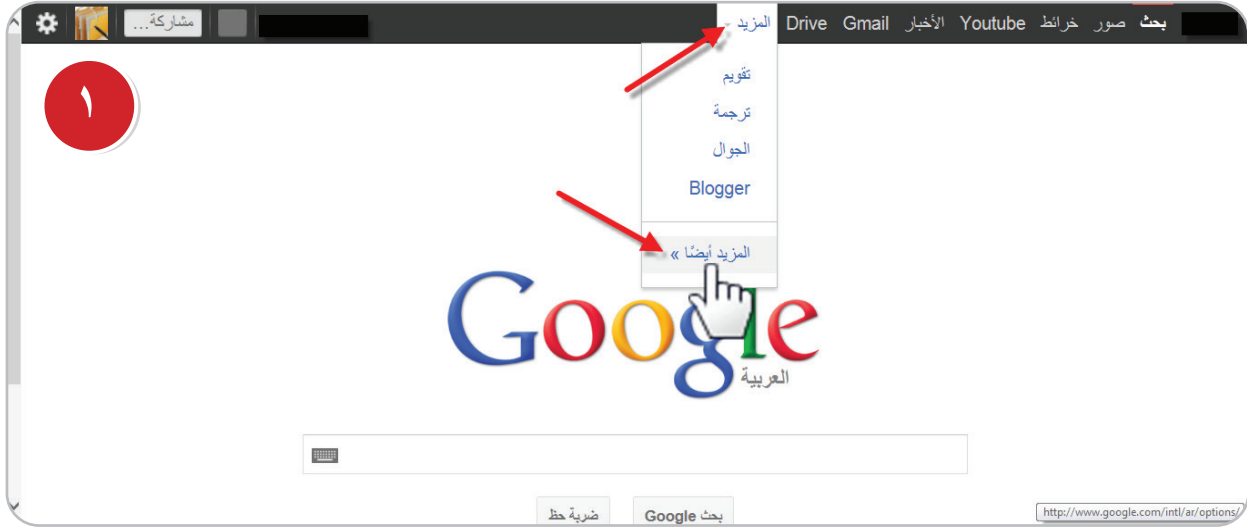 بحث صور خرائط Youtube الأخبار Gmail Drive المزيد مشاركة...
١
تقويم
ترجمة
الجوال
Blogger
المزيد أيضًا »
Google
العربية
بحث Google ضربة حظ
http://www.google.com/intl/ar/options/